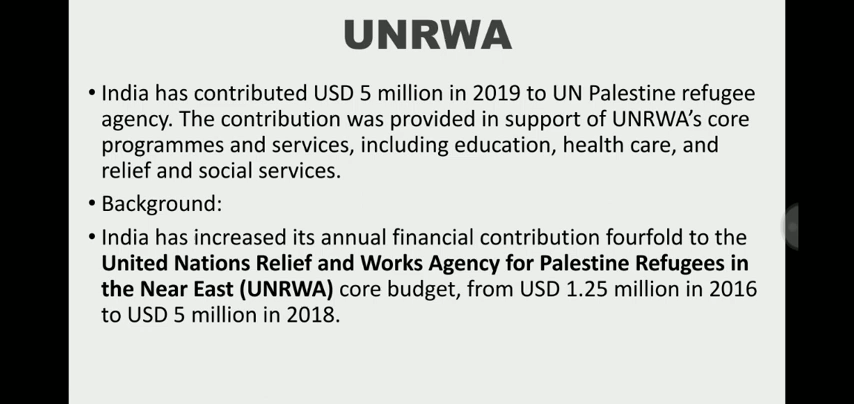 UNRWA
• India has contributed USD 5 million in 2019 to UN Palestine refugee
agency. The contribution was provided in support of UNRWA’s core
programmes and services, including education, health care, and
relief and social services.
• Background:
• India has increased its annual financial contribution fourfold to the
United Nations Relief and Works Agency for Palestine Refugees in
the Near East (UNRWA) core budget, from USD 1.25 million in 2016
to USD 5 million in 2018.